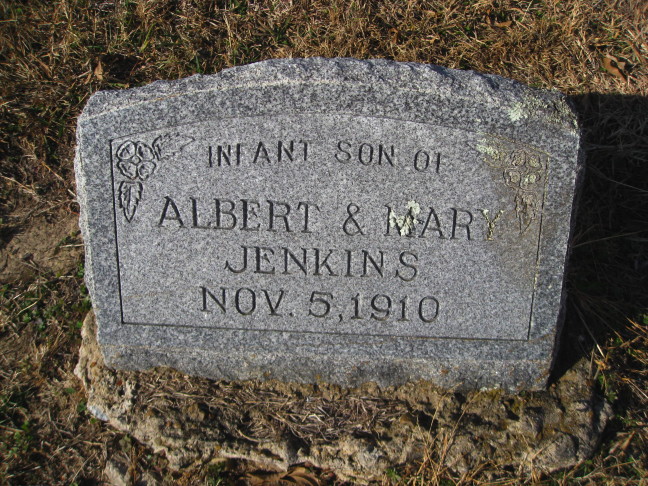 INFANT SON OF
ALBERT & MARY
JENKINS
NOV. 5, 1910